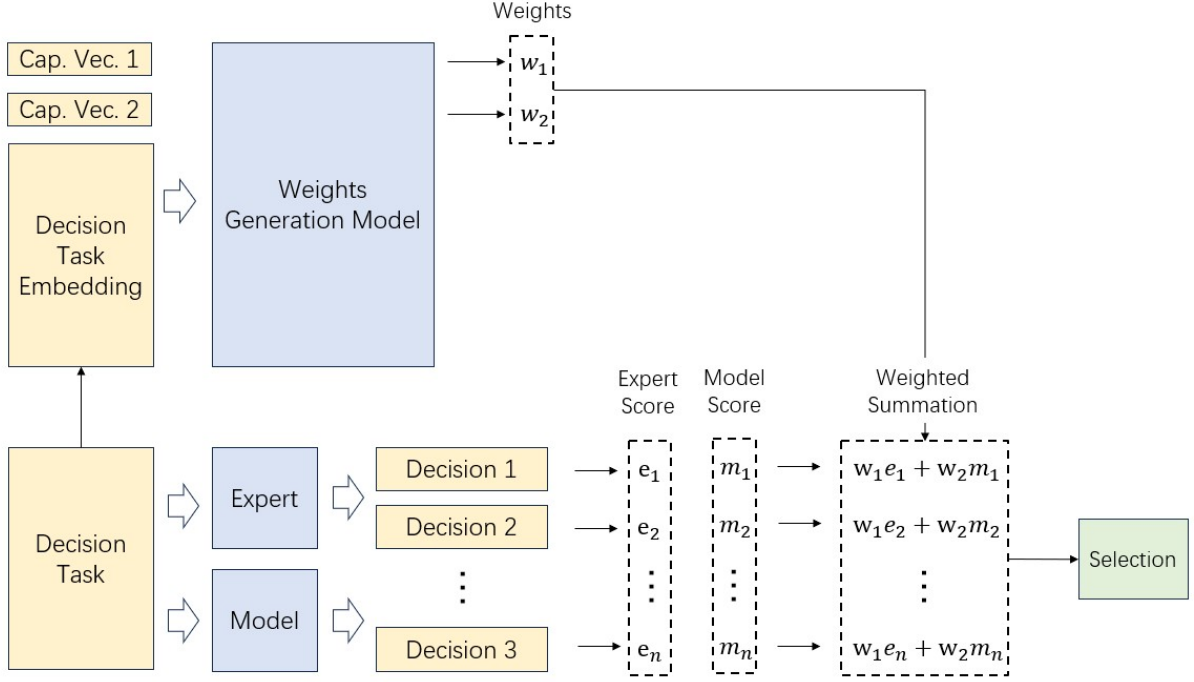 Weights
Cap. Vec. 1
Cap. Vec. 2
w₁
w₂
Weights
Generation Model
Decision
Task
Embedding
Expert
Score
Model
Score
Weighted
Summation
Decision
Task
Expert
Model
Decision 1
Decision 2
⋮
Decision 3
e₁
e₂
⋮
eₙ
m₁
m₂
⋮
mₙ
w₁e₁ + w₂m₁
w₁e₂ + w₂m₂
⋮
w₁eₙ + w₂mₙ
Selection